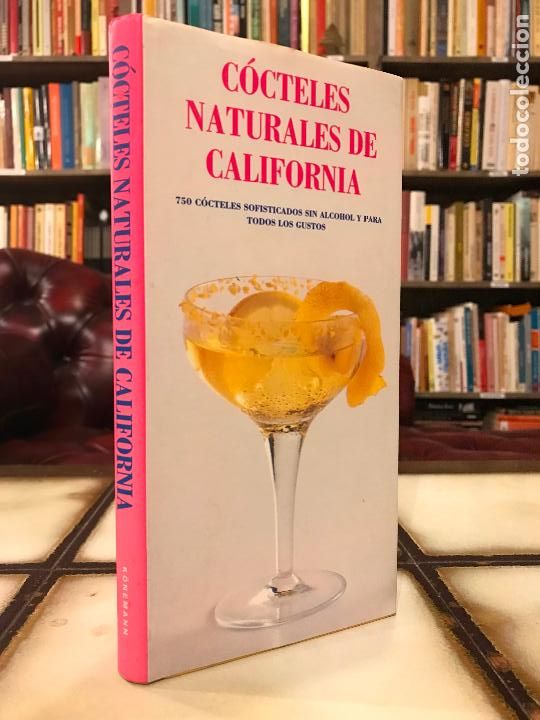 CÓCTELES
NATURALES DE
CALIFORNIA
750 CÓCTELES SOFISTICADOS SIN ALCOHOL Y PARA
TODOS LOS GUSTOS
CÓCTELES NATURALES DE CALIFORNIA
KÖNEMANN
todocoleccion